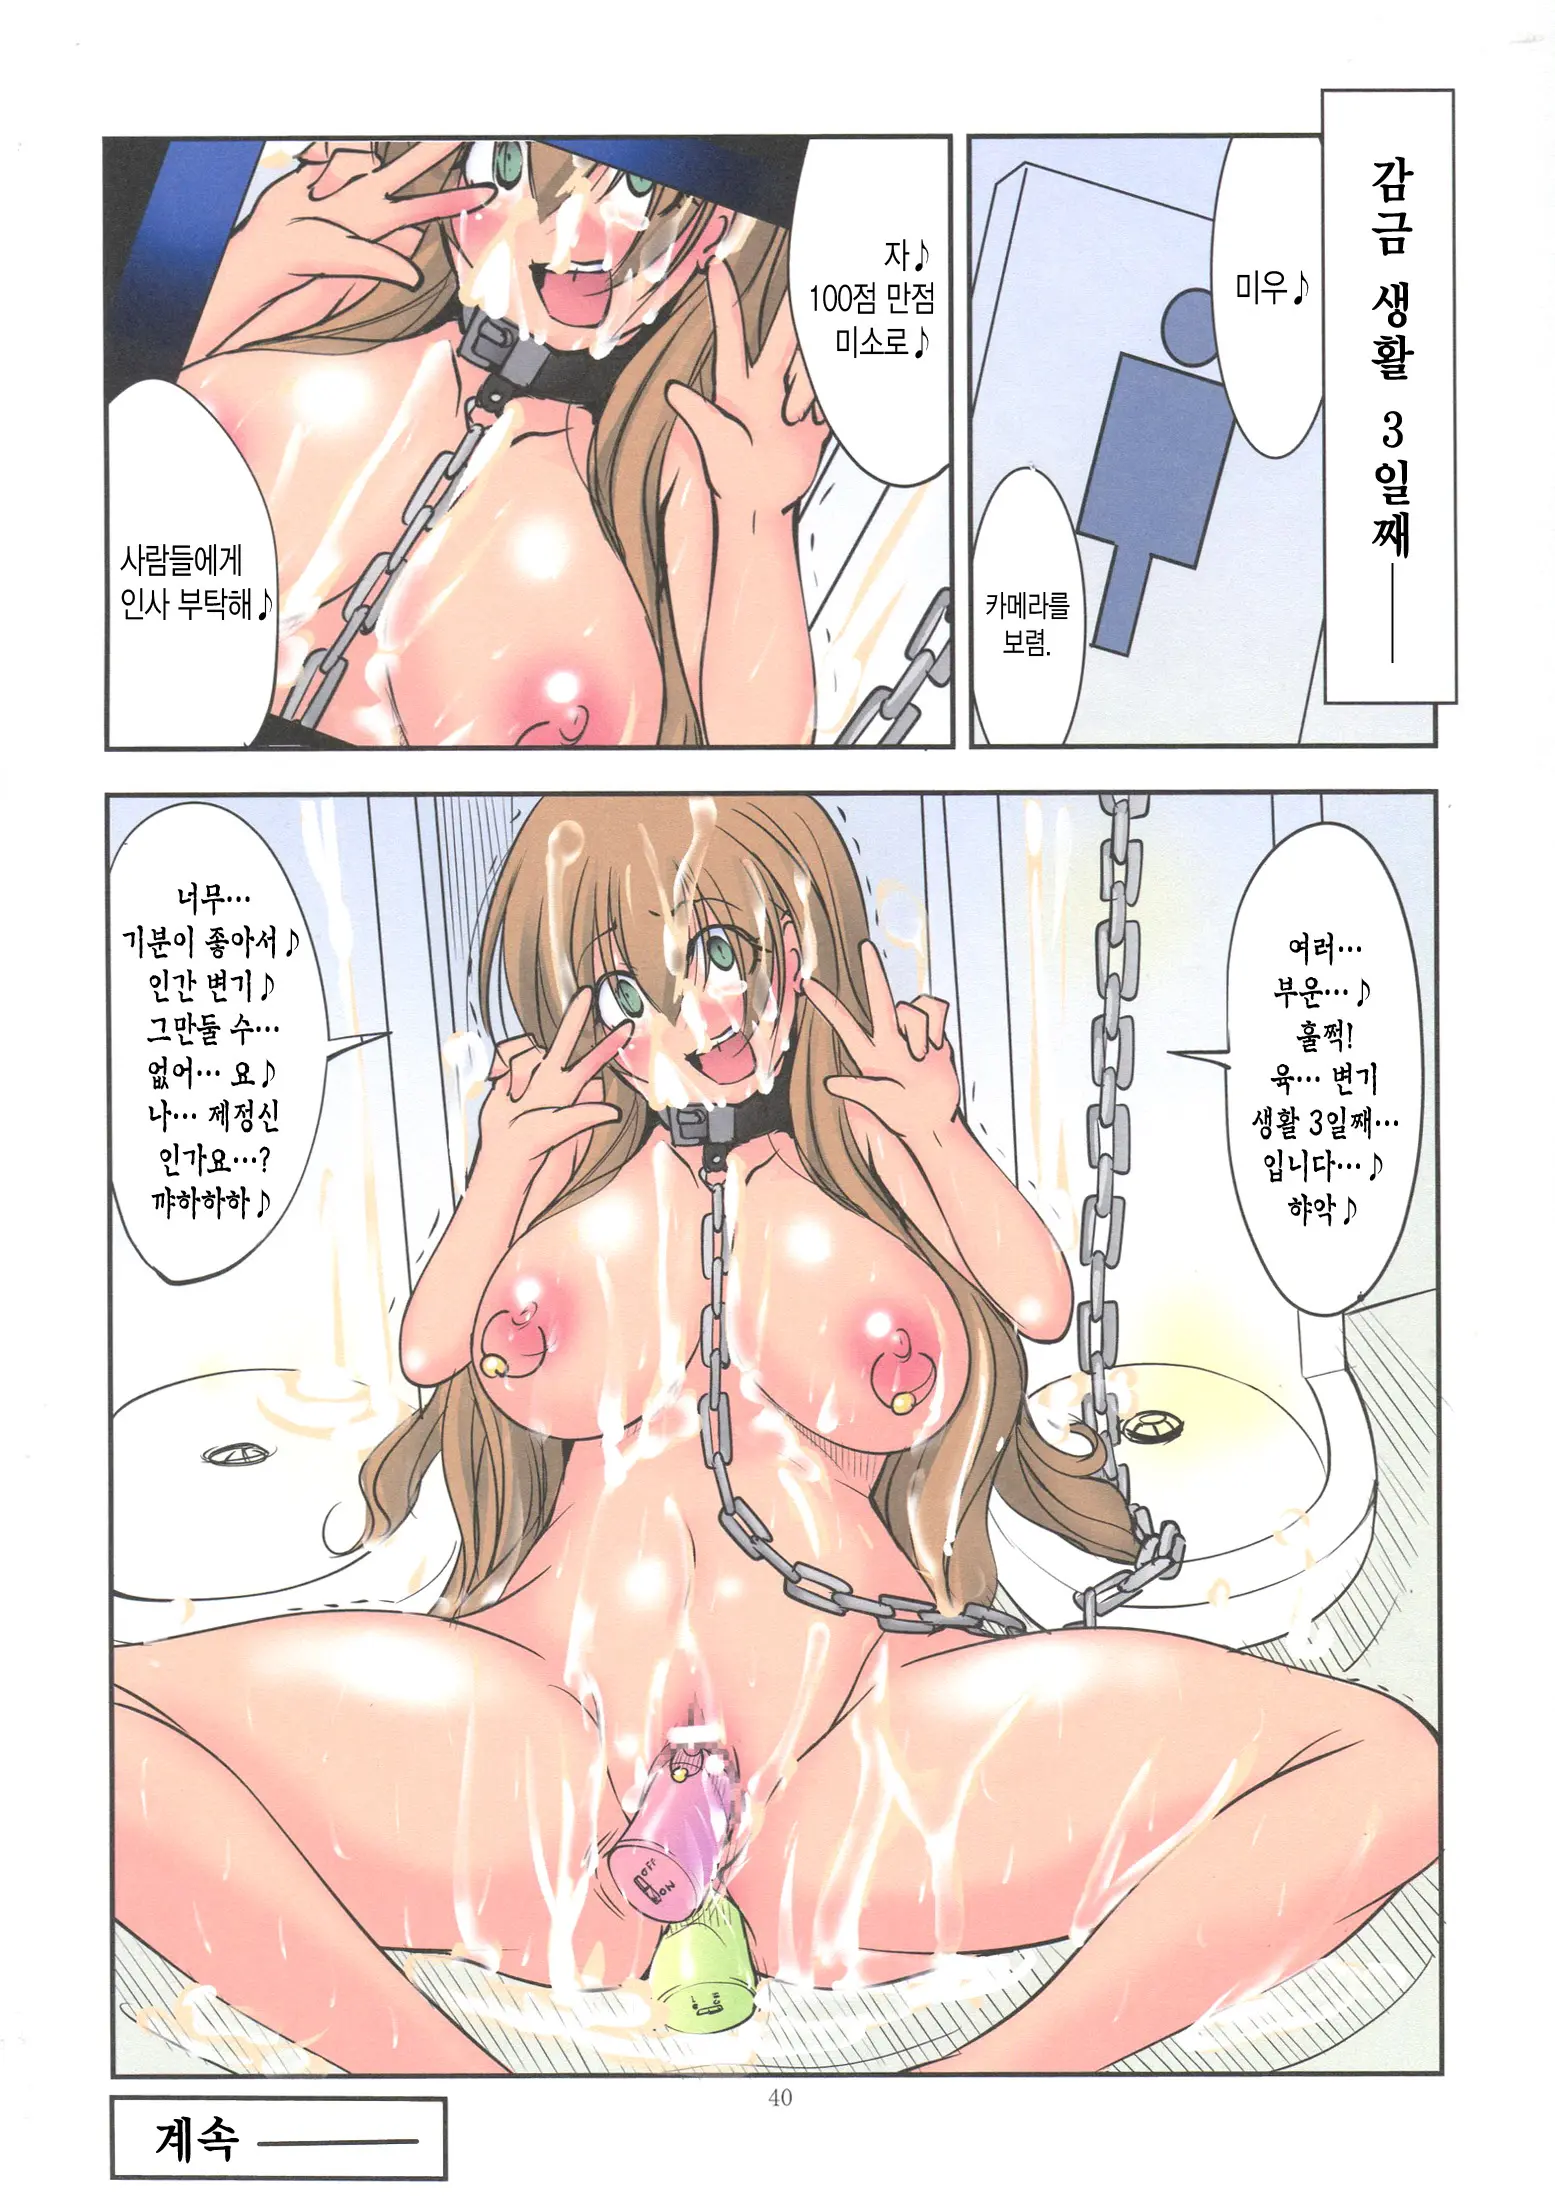 감금 생활 3일째──
미우♪
카메라를
보렴.
자♪
100점 만점
미소로♪
사람들에게
인사 부탁해♪
여러…
부운…♪
훌쩍!
육… 변기
생활 3일째…
입니다…♪
햐악♪
너무…
기분이 좋아서♪
인간 변기♪
그만둘 수…
없어… 요♪
나… 제정신
인가요…?
꺄하하하♪
OFF
ON
40
계속 ──